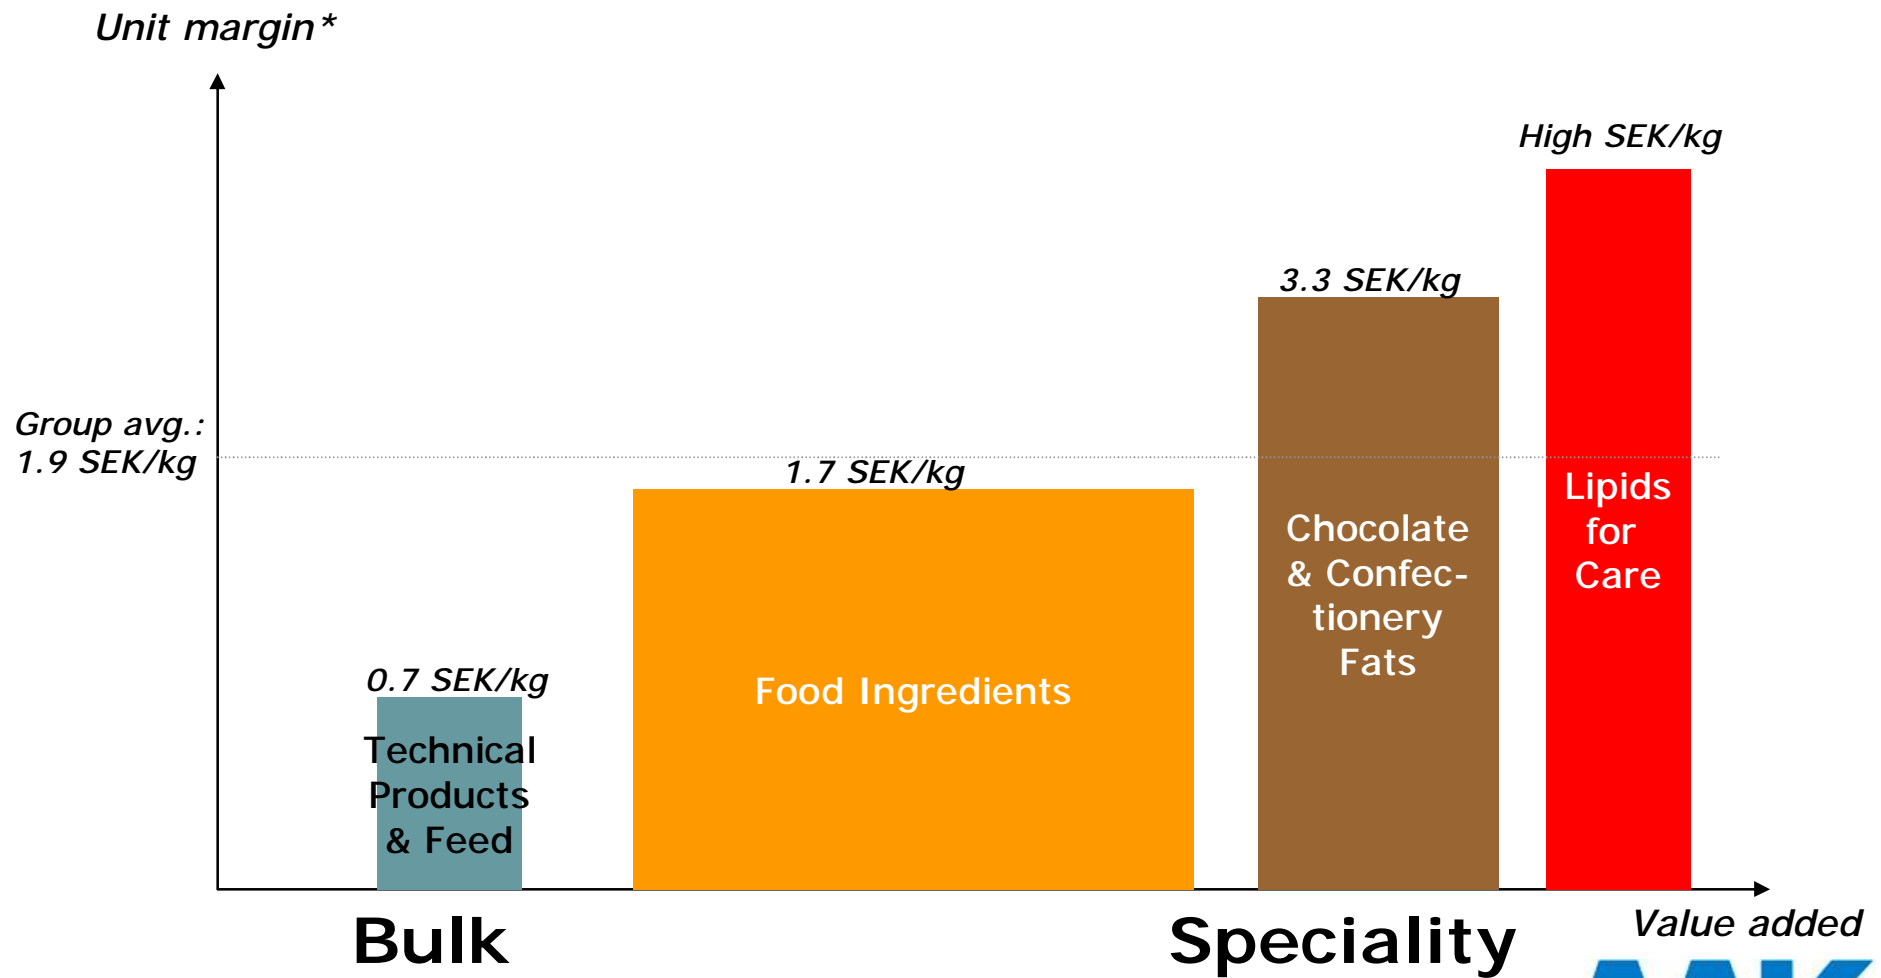 Unit margin*
High SEK/kg
3.3 SEK/kg
Group avg.:
1.9 SEK/kg
1.7 SEK/kg
Lipids
for
Care
Chocolate
& Confec-
tionery
Fats
0.7 SEK/kg
Food Ingredients
Technical
Products
& Feed
Bulk
Speciality
Value added
AAK